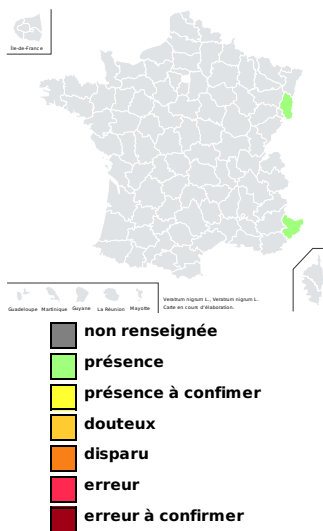 Île-de-France
Guadeloupe Martinique Guyane La Réunion Mayotte
Veratrum nigrum L., Veratrum nigrum L.
Carte en cours d'élaboration.
non renseignée
présence
présence à confimer
douteux
disparu
erreur
erreur à confirmer